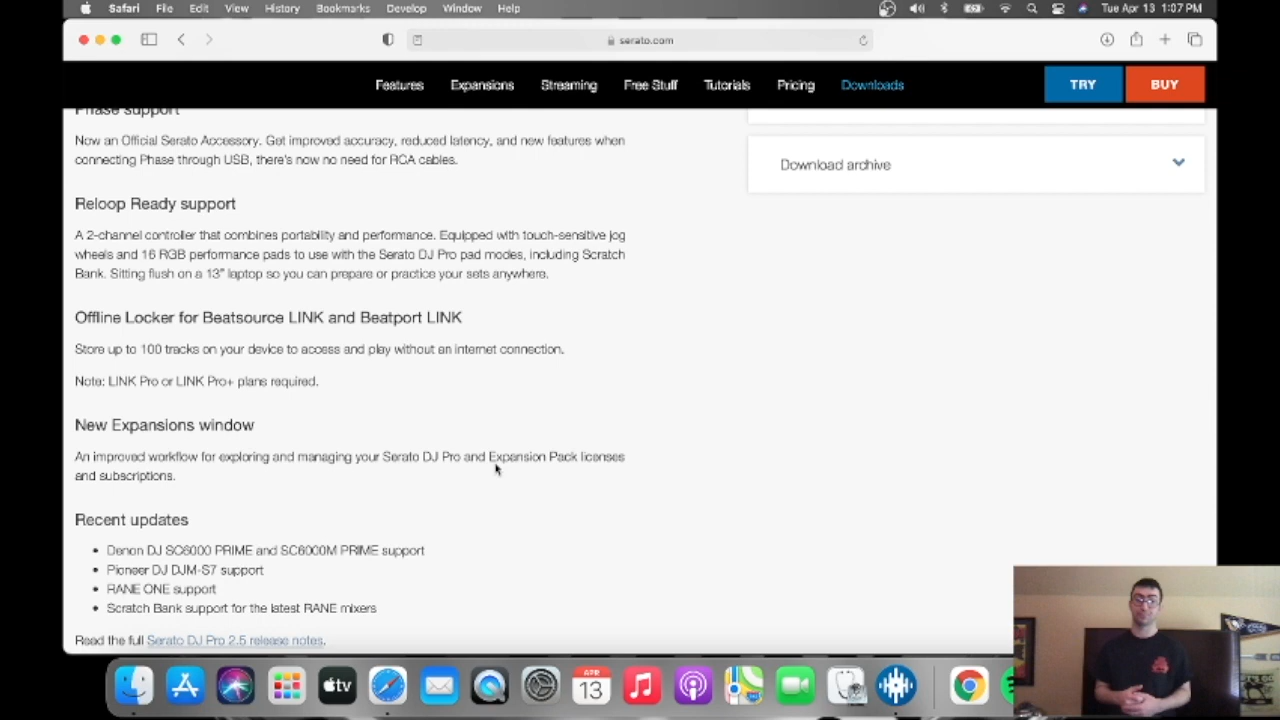 Safari File Edit View History Bookmarks Develop Window Help Tue Apr 13 1:07 PM
serato.com
Features Expansions Streaming Free Stuff Tutorials Pricing Downloads TRY BUY
Phase support
Now an Official Serato Accessory. Get improved accuracy, reduced latency, and new features when
connecting Phase through USB, there's now no need for RCA cables.
Download archive
Reloop Ready support
A 2-channel controller that combines portability and performance. Equipped with touch-sensitive jog
wheels and 16 RGB performance pads to use with the Serato DJ Pro pad modes, including Scratch
Bank. Sitting flush on a 13" laptop so you can prepare or practice your sets anywhere.
Offline Locker for Beatsource LINK and Beatport LINK
Store up to 100 tracks on your device to access and play without an internet connection.
Note: LINK Pro or LINK Pro+ plans required.
New Expansions window
An improved workflow for exploring and managing your Serato DJ Pro and Expansion Pack licenses
and subscriptions.
Recent updates
• Denon DJ SC6000 PRIME and SC6000M PRIME support
• Pioneer DJ DJM-S7 support
• RANE ONE support
• Scratch Bank support for the latest RANE mixers
Read the full Serato DJ Pro 2.5 release notes.
tv
APR
13